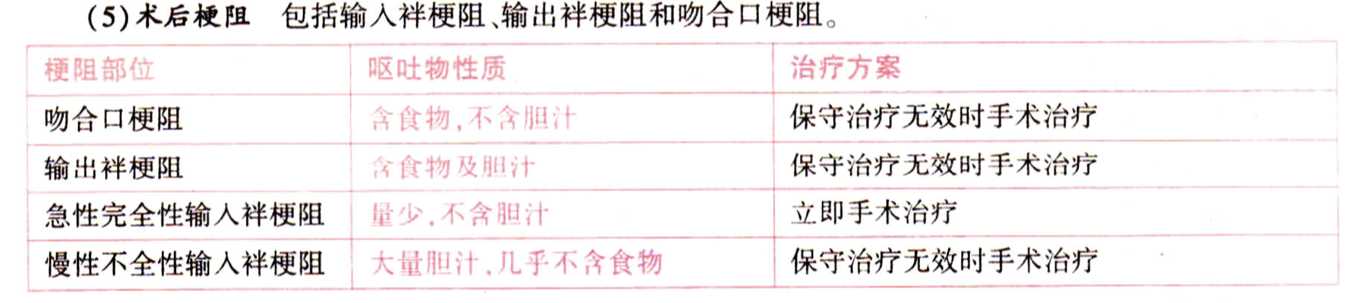 (5)术后梗阻 包括输入袢梗阻、输出袢梗阻和吻合口梗阻。
梗阻部位 呕吐物性质 治疗方案
吻合口梗阻 含食物,不含胆汁 保守治疗无效时手术治疗
输出袢梗阻 含食物及胆汁 保守治疗无效时手术治疗
急性完全性输入袢梗阻 量少,不含胆汁 立即手术治疗
慢性不全性输入袢梗阻 大量胆汁,几乎不含食物 保守治疗无效时手术治疗